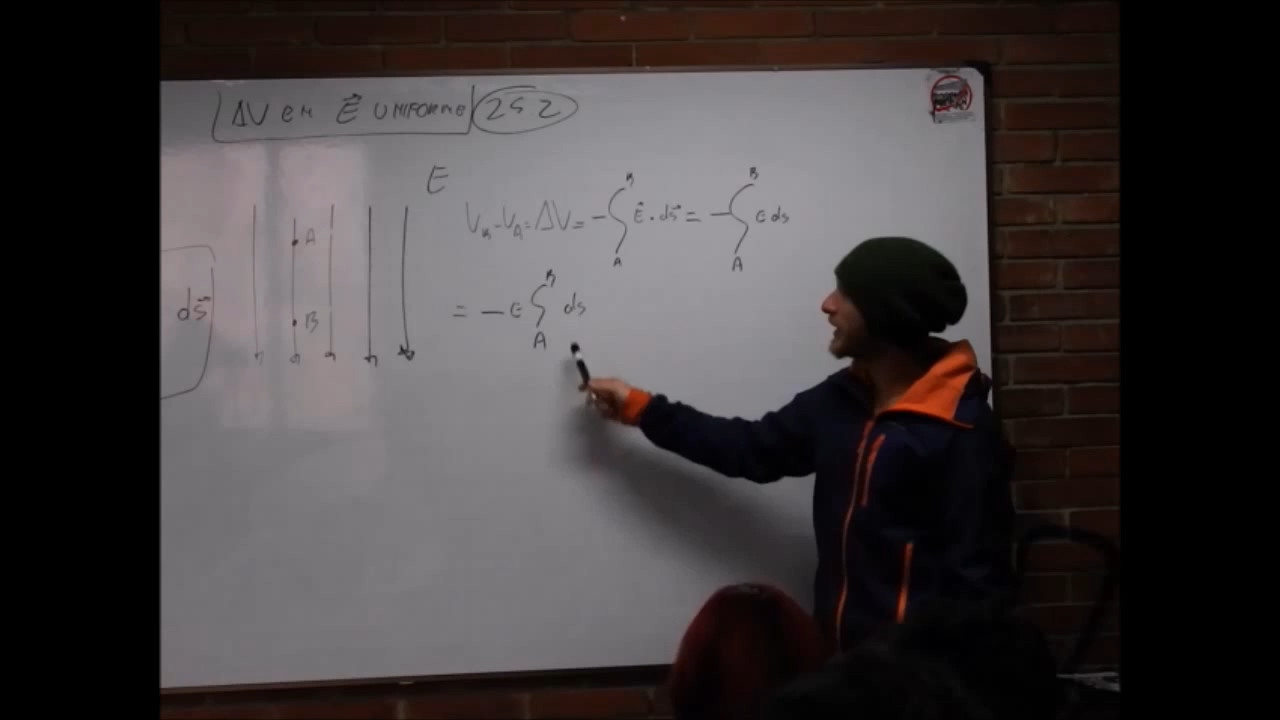 ΔV em E⃗ UNIFORME 25 2
E
V_B - V_A = ΔV = -∫_A^B E⃗ · ds⃗ = -∫_A^B E ds
= -E ∫_A^B ds
A
B
ds⃗